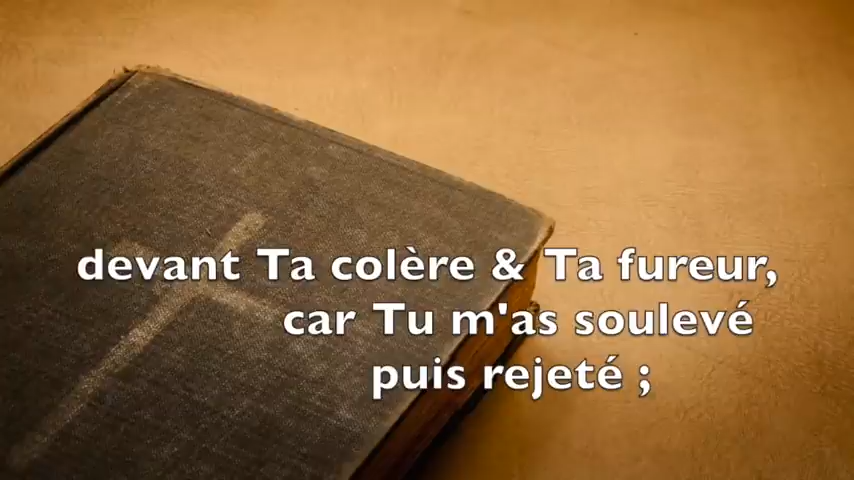 devant Ta colère & Ta fureur,
car Tu m'as soulevé
puis rejeté ;